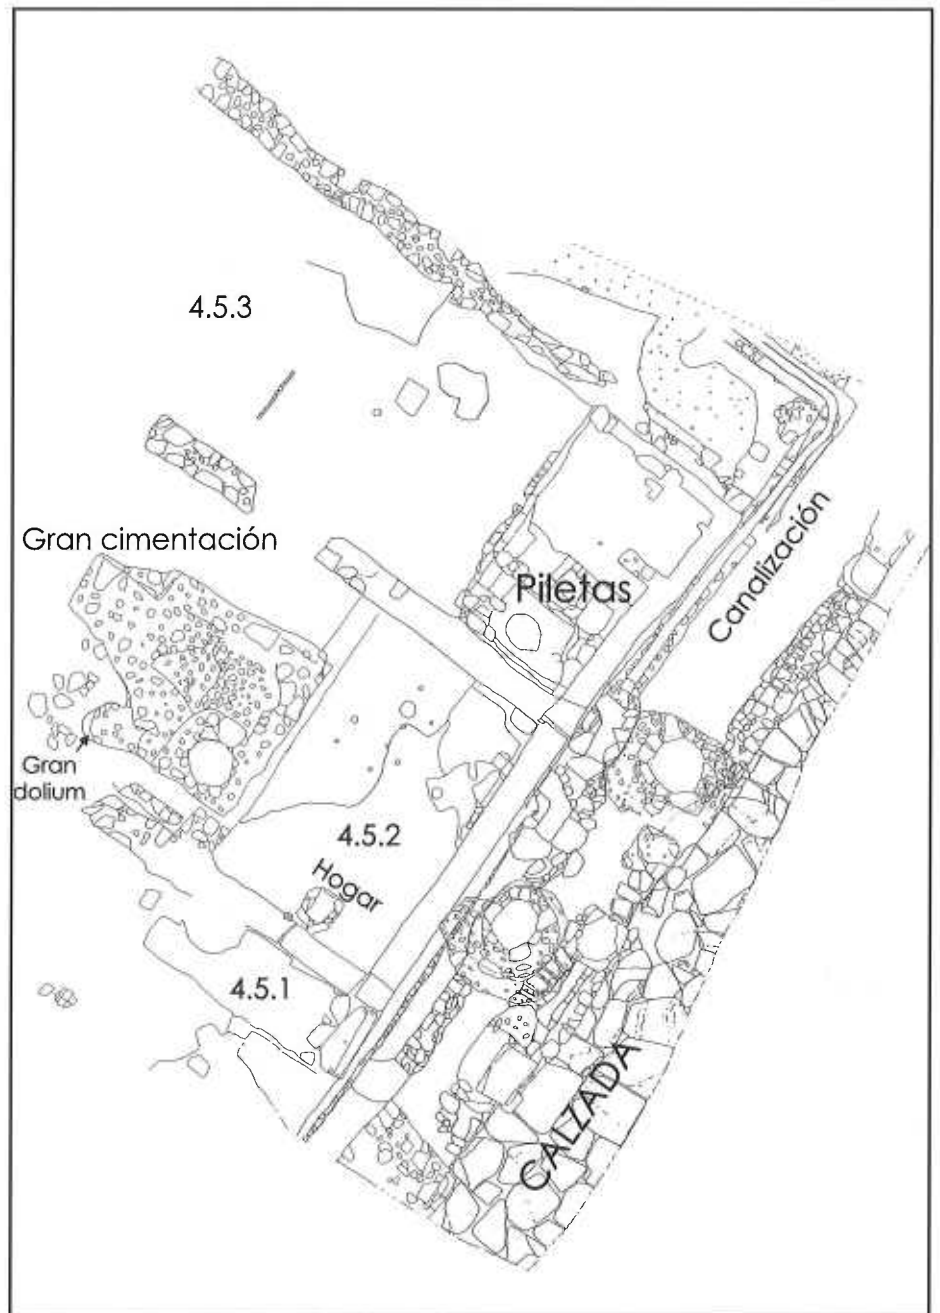 4.5.3
Gran cimentación
Canalización
Piletas
Gran
dolium
4.5.2
Hogar
4.5.1
CALZADA